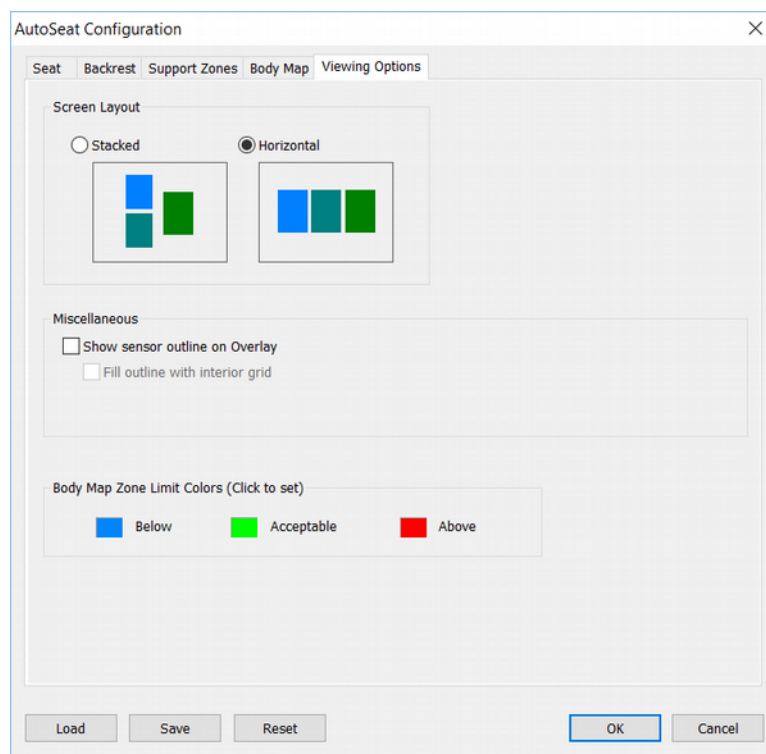 AutoSeat Configuration
Seat Backrest Support Zones Body Map Viewing Options
Screen Layout
Stacked Horizontal
Miscellaneous
Show sensor outline on Overlay
Fill outline with interior grid
Body Map Zone Limit Colors (Click to set)
Below Acceptable Above
Load Save Reset OK Cancel